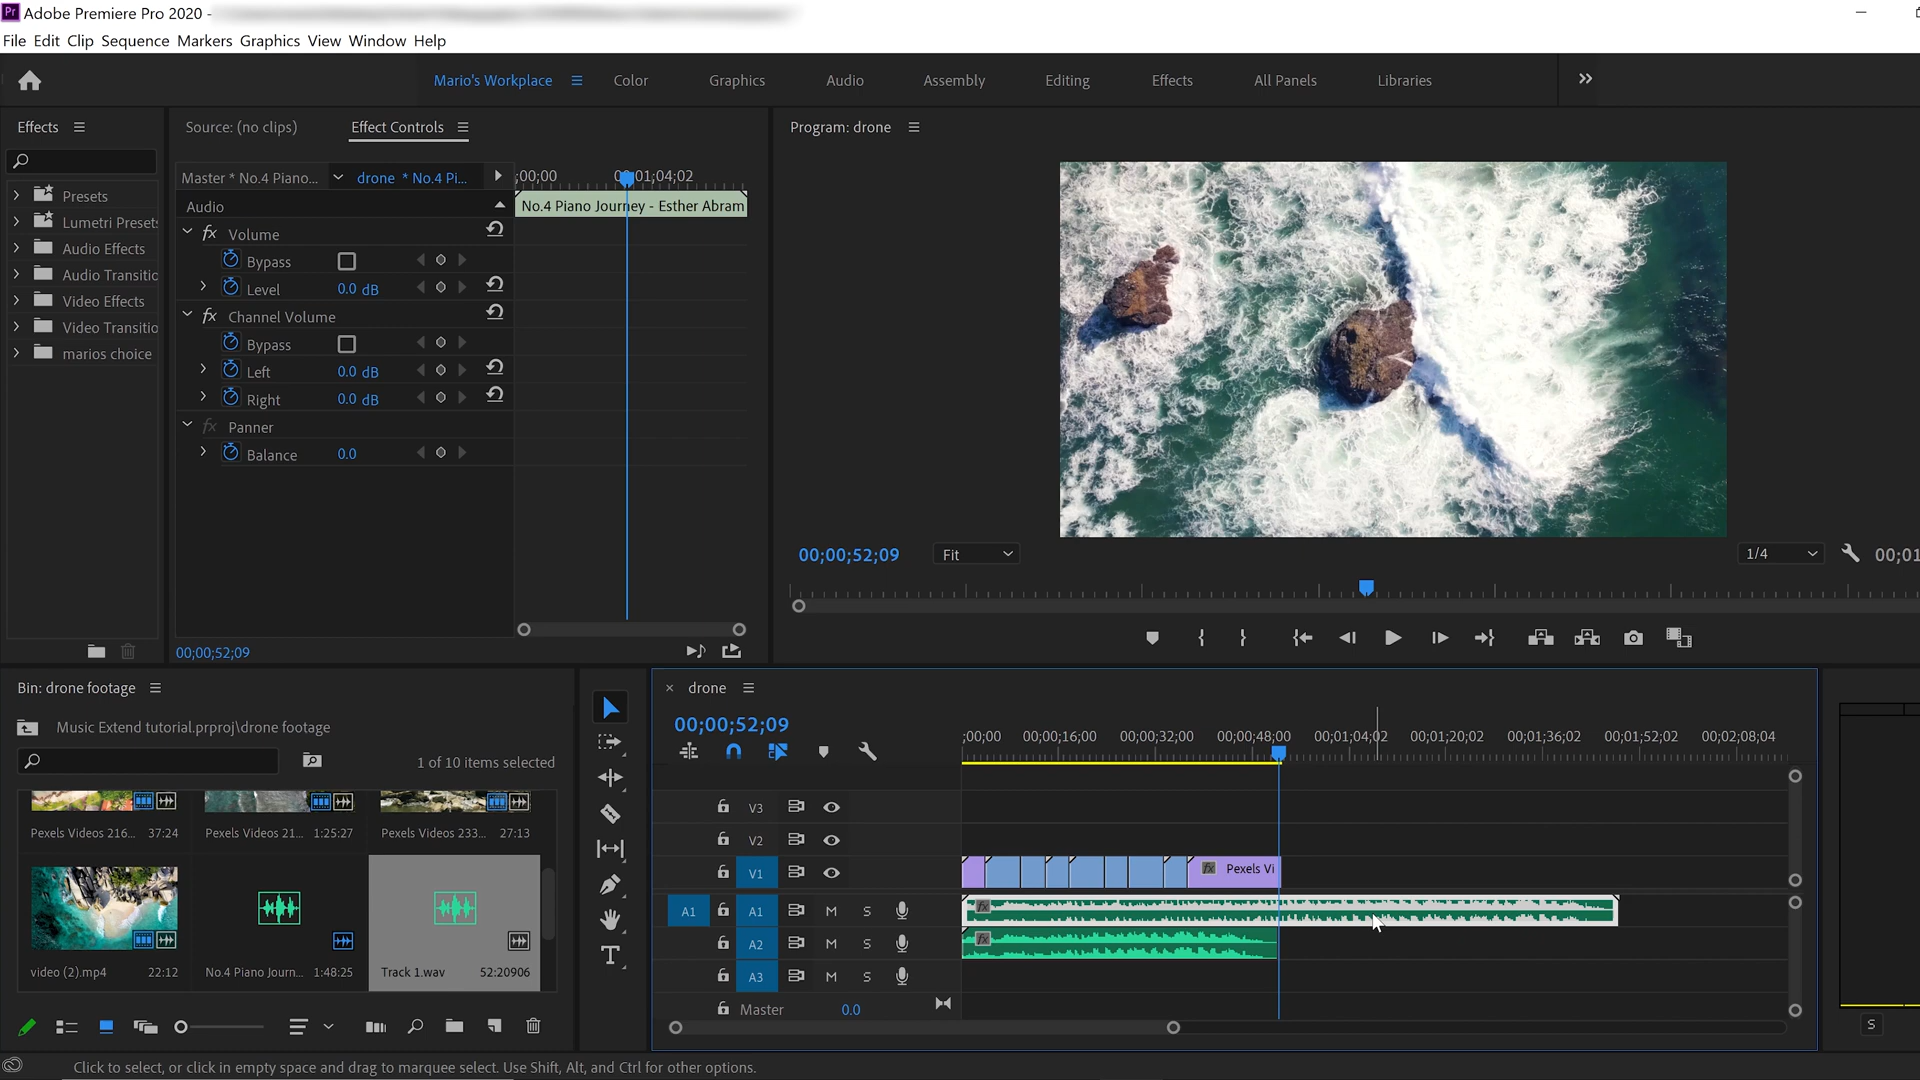 Pr Adobe Premiere Pro 2020 -
File Edit Clip Sequence Markers Graphics View Window Help
Mario's Workplace Color Graphics Audio Assembly Editing Effects All Panels Libraries
Effects
Presets
Lumetri Presets
Audio Effects
Audio Transitio
Video Effects
Video Transitio
marios choice
Source: (no clips) Effect Controls
Master * No.4 Piano... drone * No.4 Pi...
;00;00 01;04;02
Audio
No.4 Piano Journey - Esther Abram
fx Volume
Bypass
Level 0.0 dB
fx Channel Volume
Bypass
Left 0.0 dB
Right 0.0 dB
fx Panner
Balance 0.0
00;00;52;09
Program: drone
00;00;52;09 Fit 1/4 00;01
Bin: drone footage
Music Extend tutorial.prproj\drone footage
1 of 10 items selected
Pexels Videos 216... 37:24
Pexels Videos 21... 1:25:27
Pexels Videos 233... 27:13
video (2).mp4 22:12
No.4 Piano Journ... 1:48:25
Track 1.wav 52:20906
T
× drone
00;00;52;09
;00;00 00;00;16;00 00;00;32;00 00;00;48;00 00;01;04;02 00;01;20;02 00;01;36;02 00;01;52;02 00;02;08;04
V3
V2
V1 fx Pexels Vi
A1 A1 M S fx
A2 M S fx
A3 M S
Master 0.0
S
Click to select, or click in empty space and drag to marquee select. Use Shift, Alt, and Ctrl for other options.